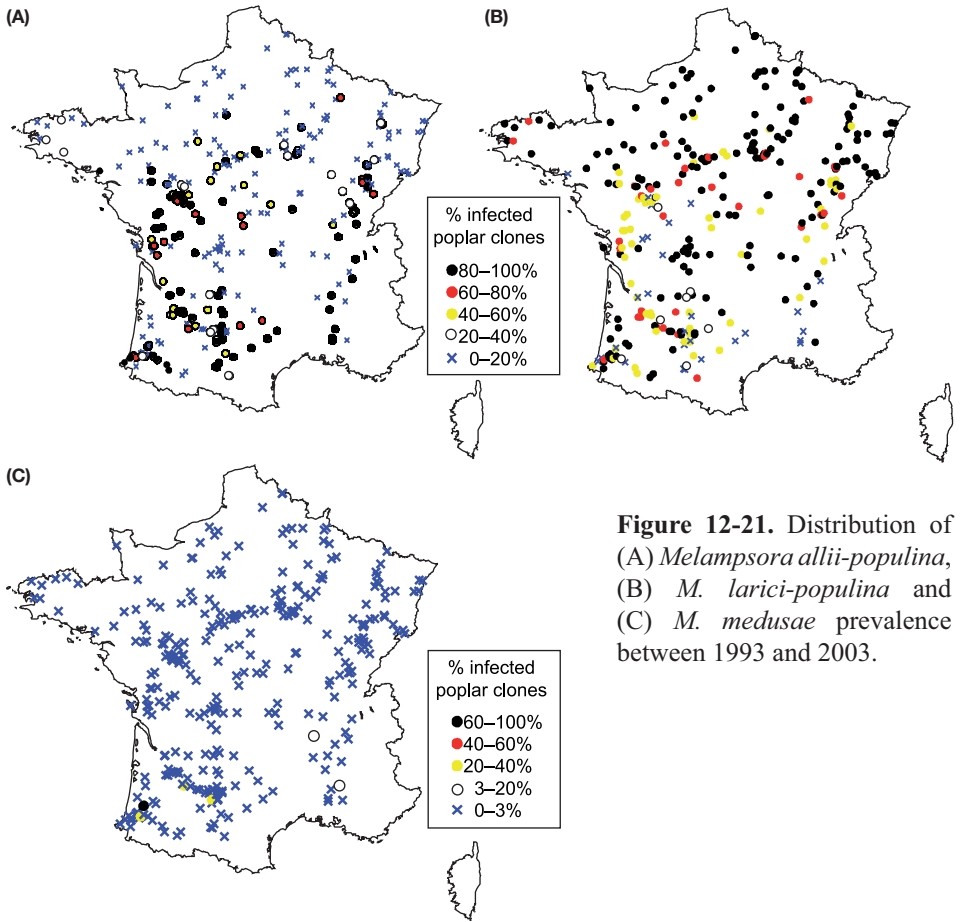 (A)
(B)
% infected
poplar clones
80–100%
60–80%
40–60%
20–40%
0–20%
(C)
Figure 12-21. Distribution of
(A) Melampsora allii-populina,
(B) M. larici-populina and
(C) M. medusae prevalence
between 1993 and 2003.
% infected
poplar clones
60–100%
40–60%
20–40%
3–20%
0–3%